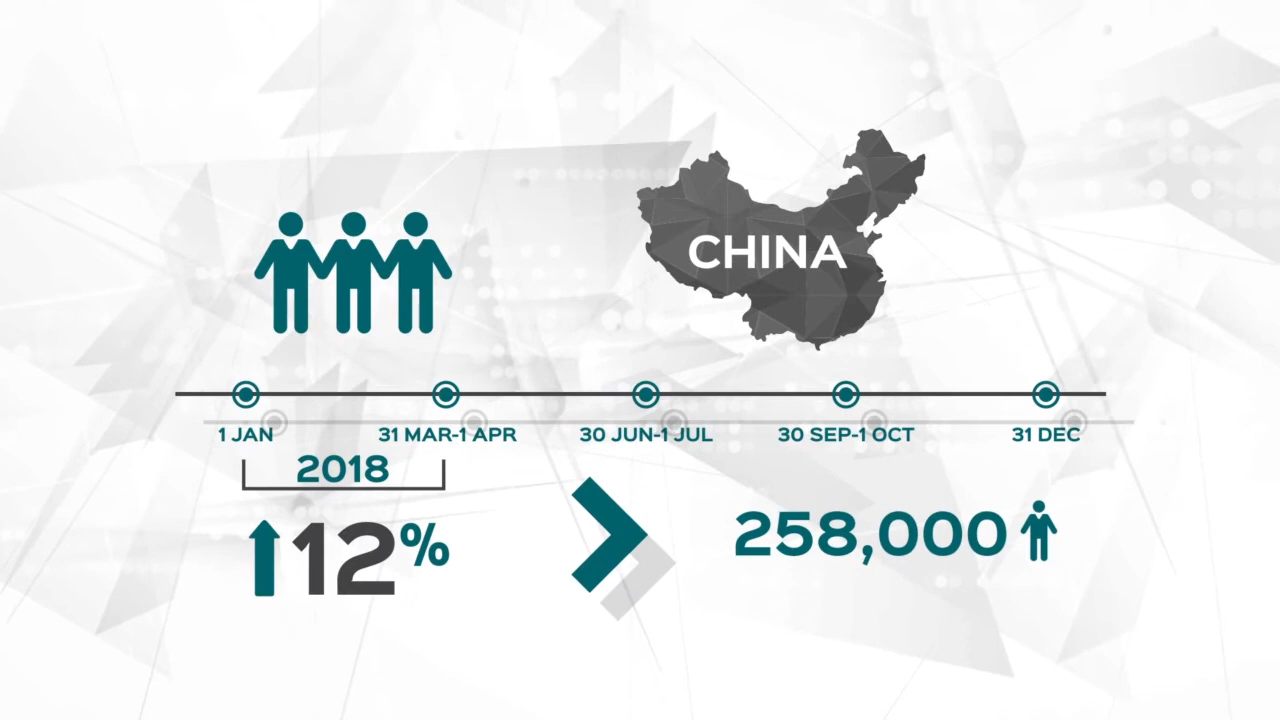 CHINA
1 JAN
31 MAR-1 APR
30 JUN-1 JUL
30 SEP-1 OCT
31 DEC
2018
12%
258,000